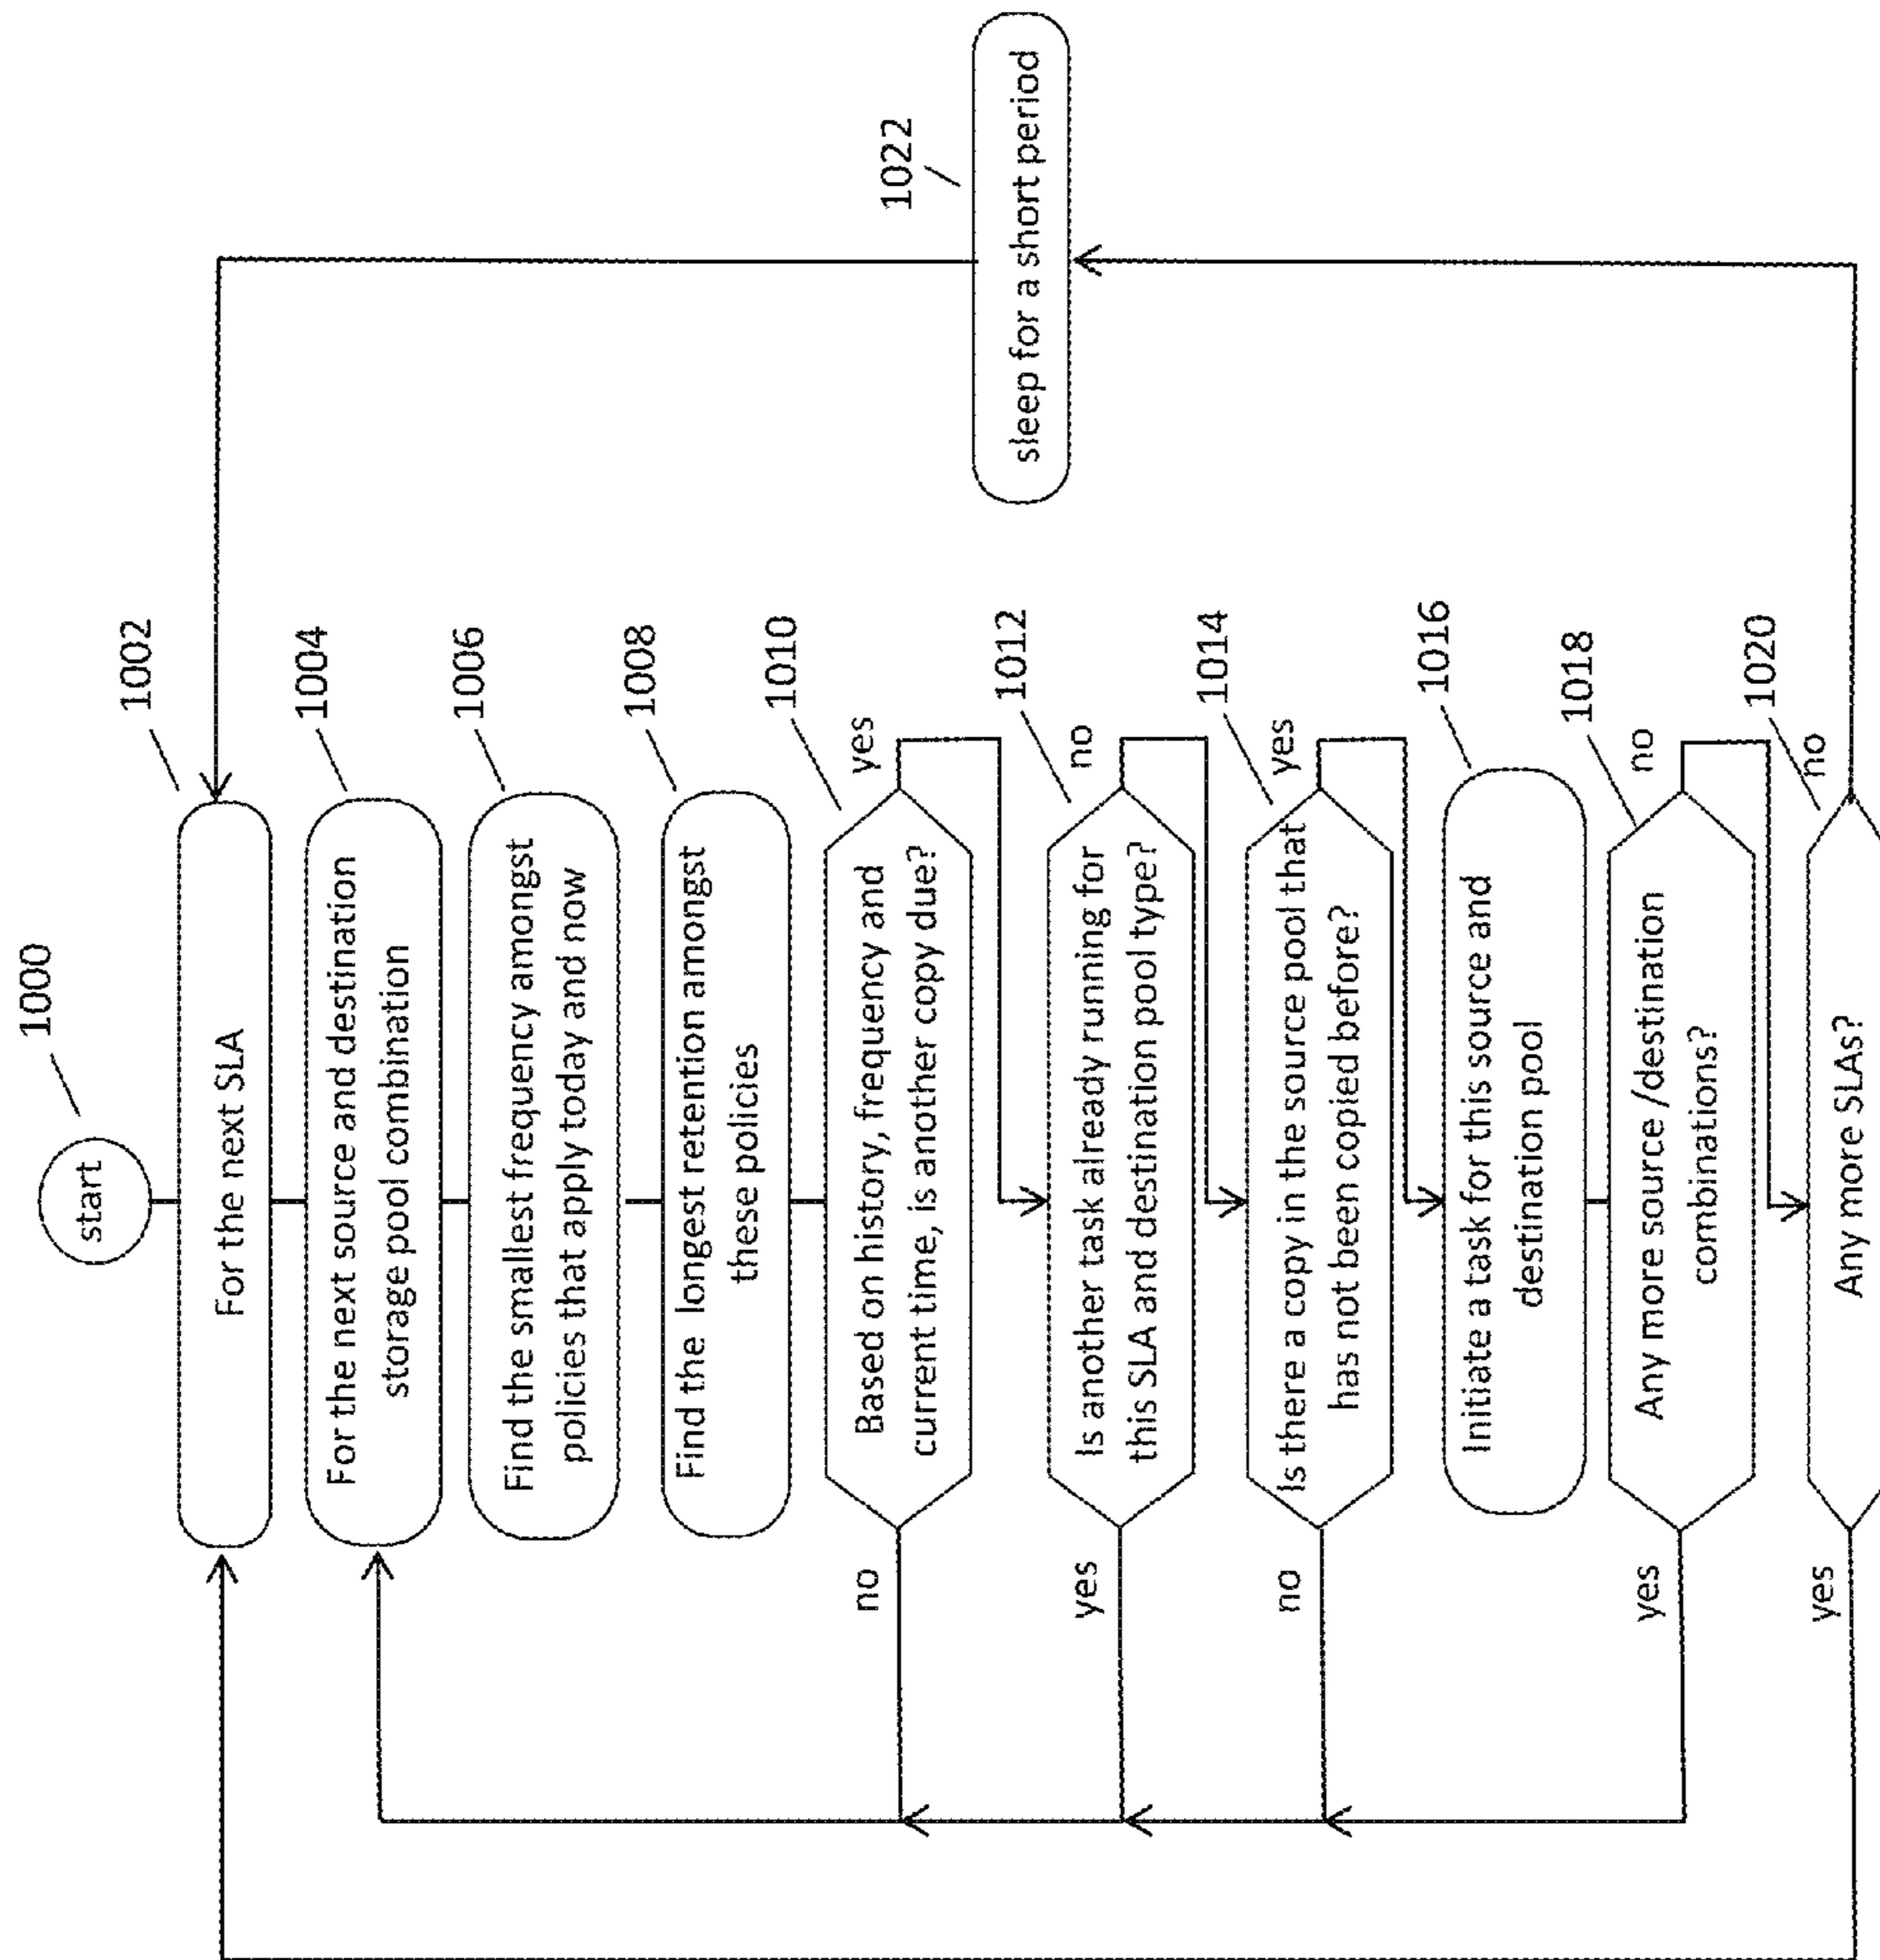 1000
start
1002
For the next SLA
1004
For the next source and destination
storage pool combination
1006
Find the smallest frequency amongst
policies that apply today and now
1008
Find the longest retention amongst
these policies
1010
Based on history, frequency and
current time, is another copy due?
no
yes
1012
Is another task already running for
this SLA and destination pool type?
yes
no
1014
Is there a copy in the source pool that
has not been copied before?
no
yes
1016
Initiate a task for this source and
destination pool
1018
Any more source /destination
combinations?
yes
no
1020
Any more SLAs?
yes
no
1022
sleep for a short period